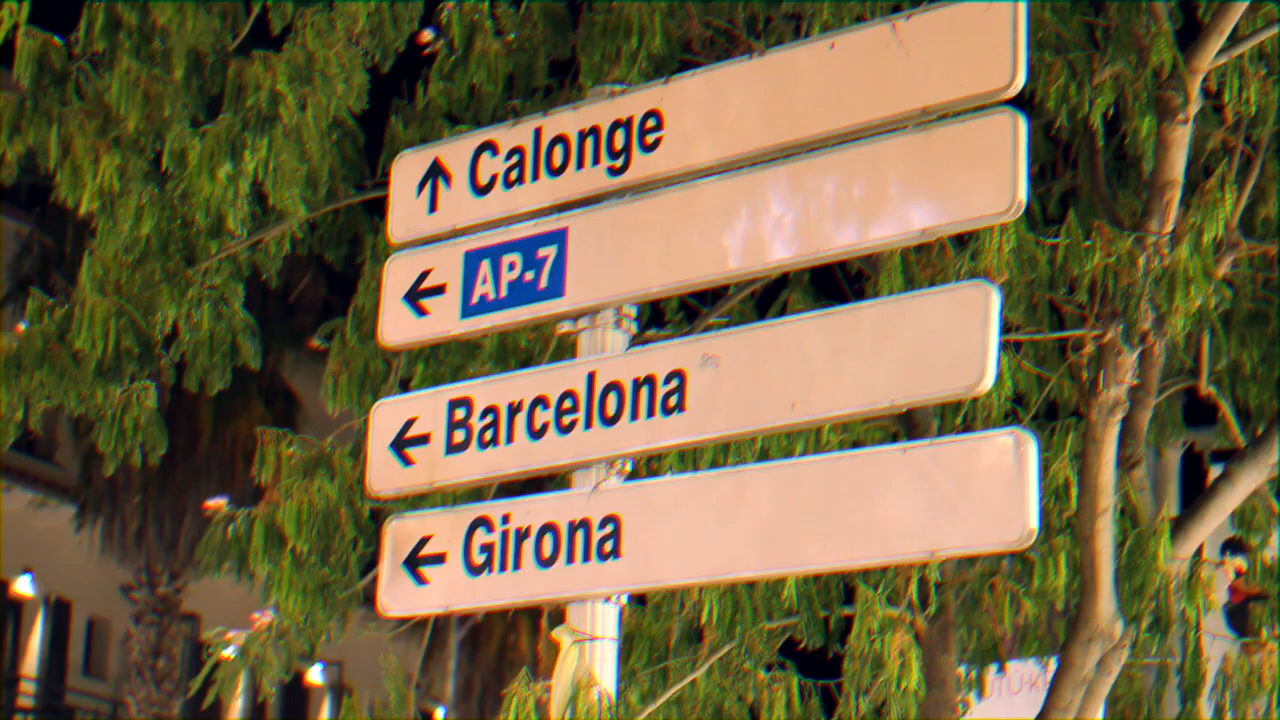 ↑ Calonge
← AP-7
← Barcelona
← Girona